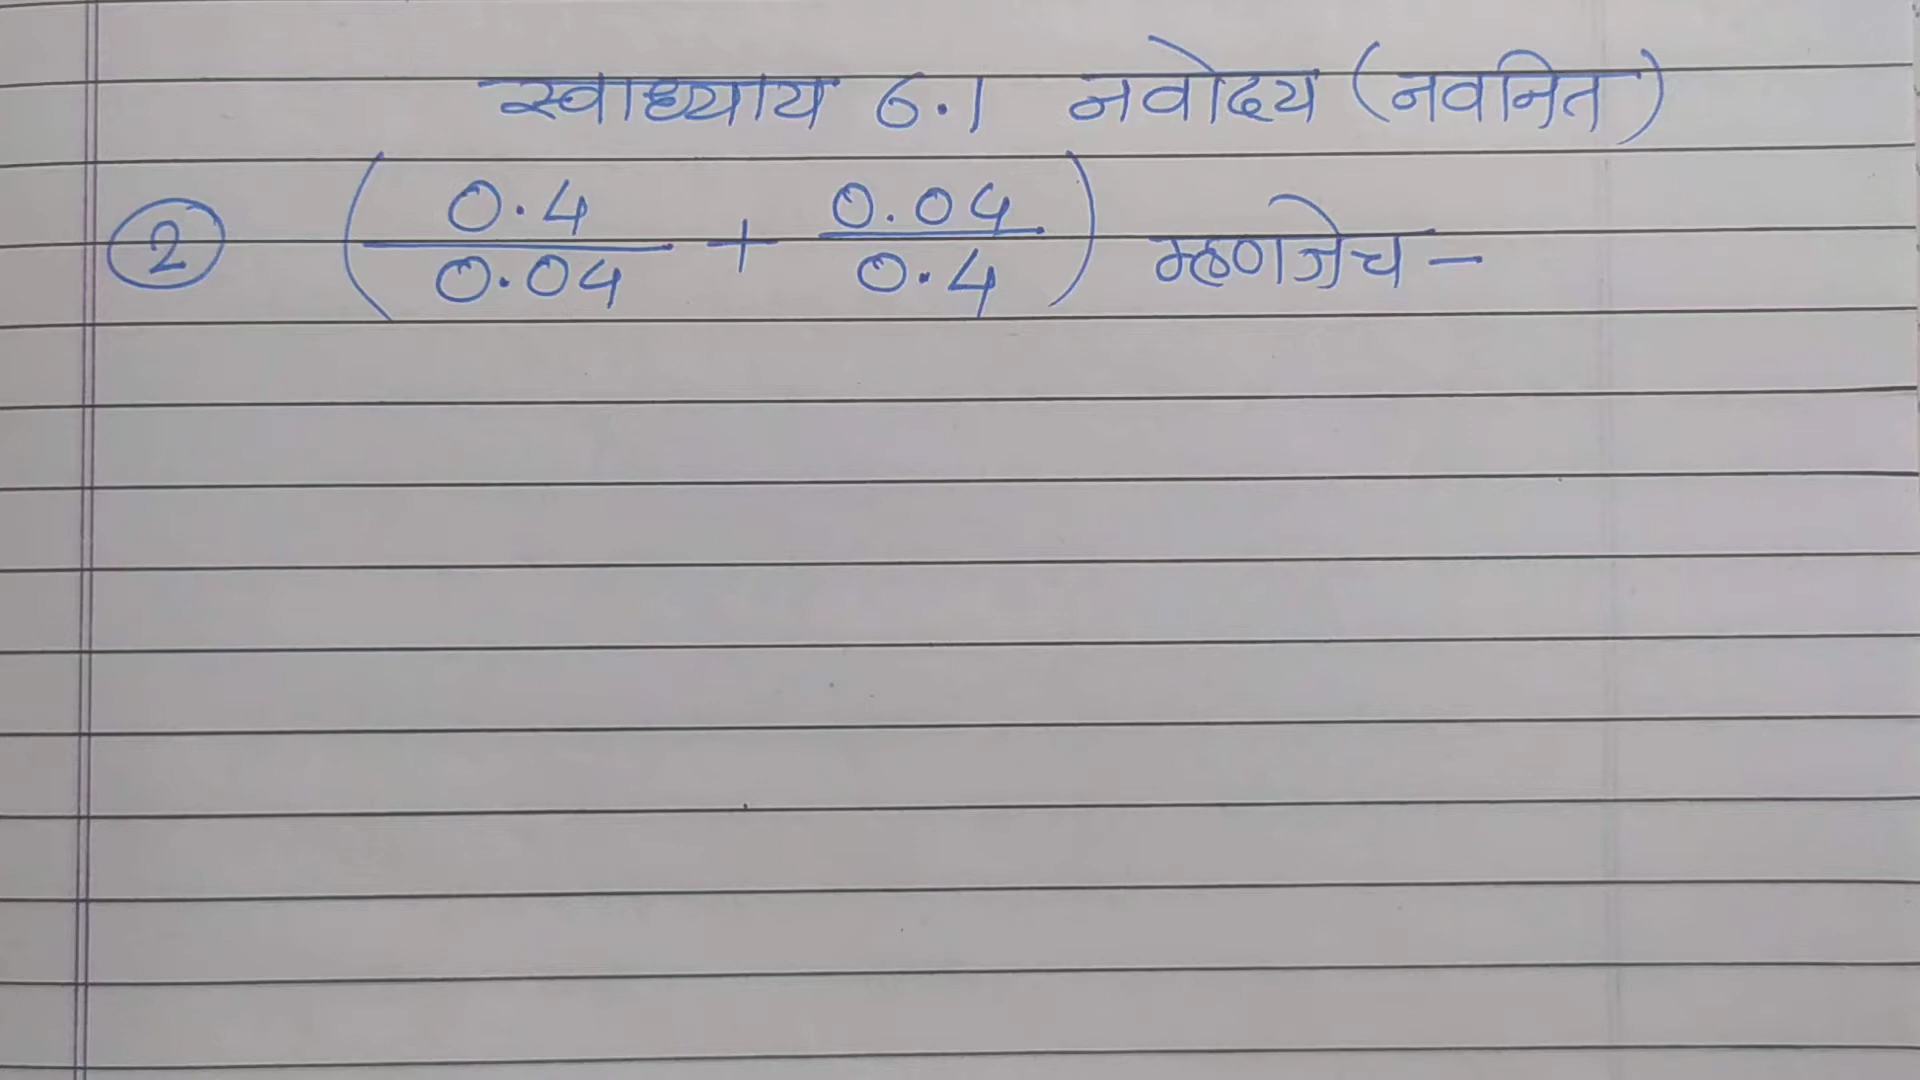 स्वाध्याय 6.1 नवोदय (नवनित)
② (0.4/0.04 + 0.04/0.4) म्हणजेच –